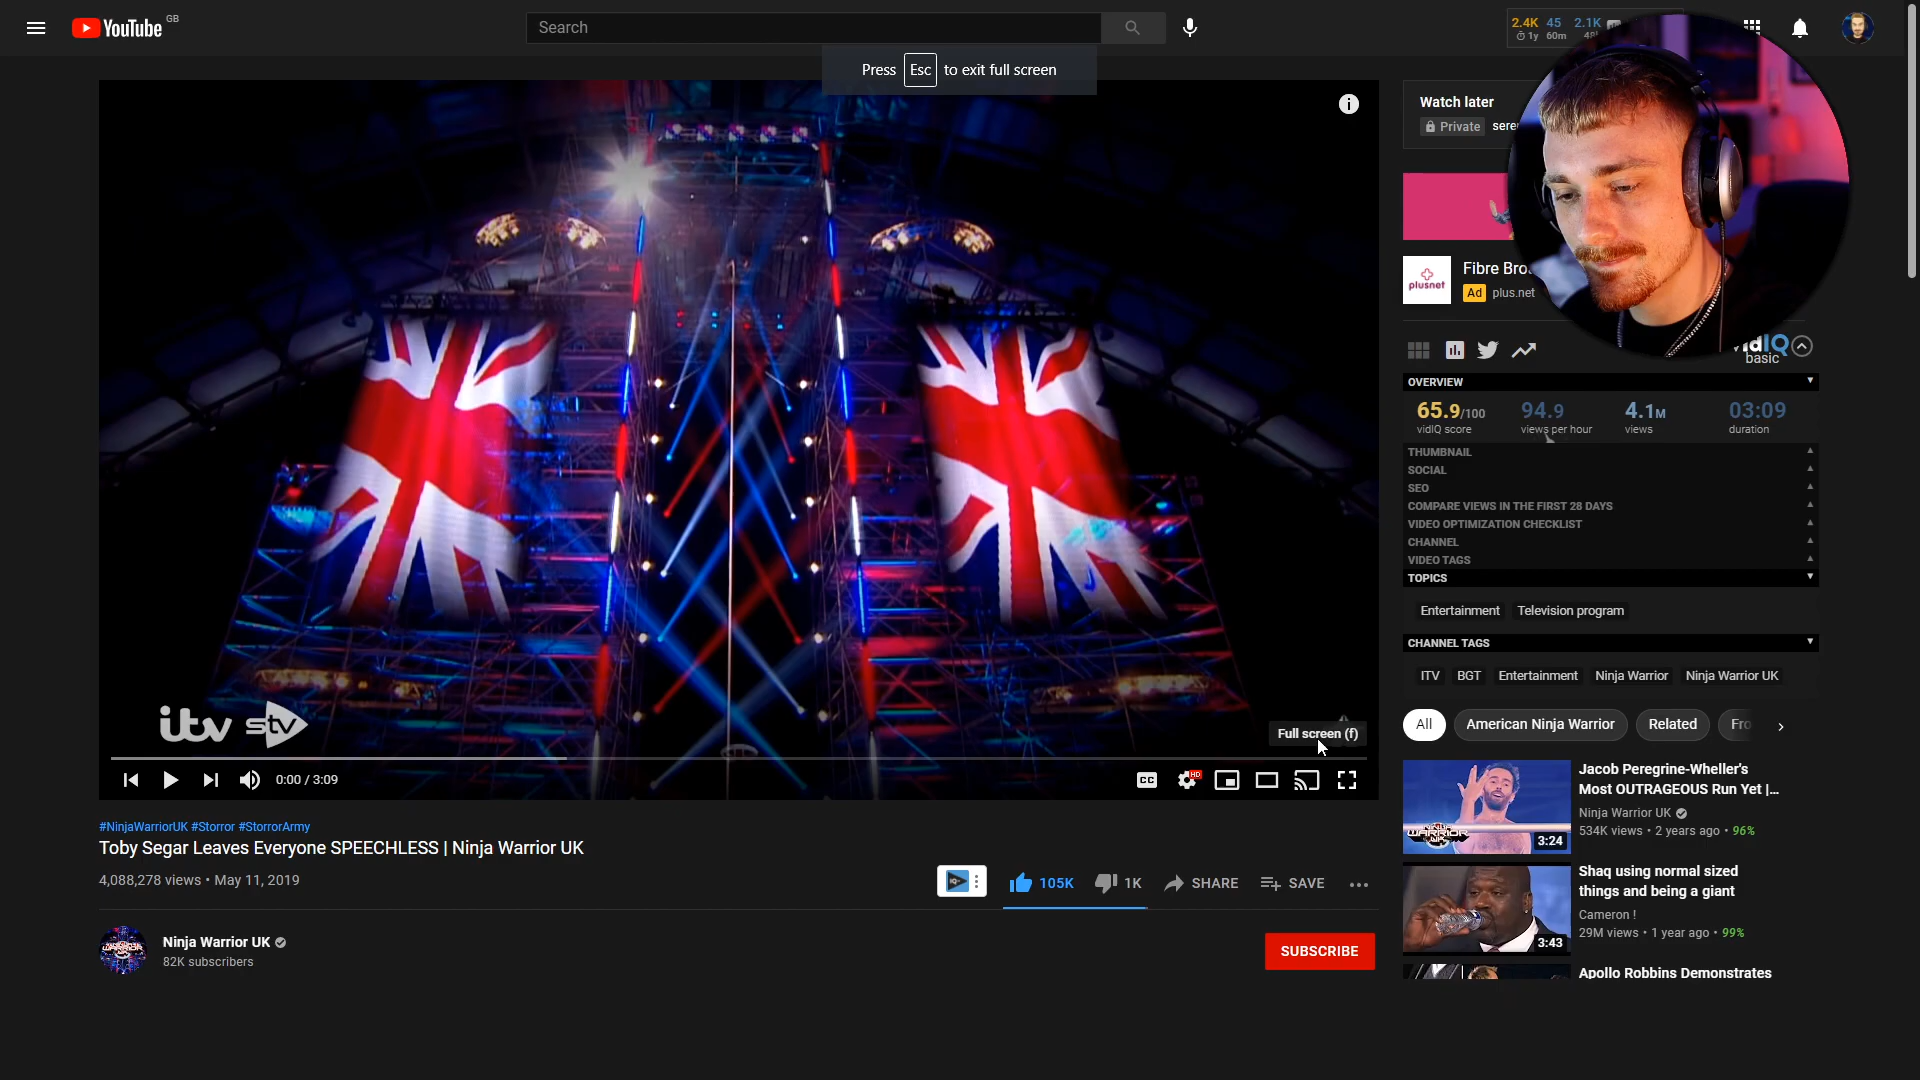 YouTube GB
Search
2.4K 45 2.1K
1y 60m
Press Esc to exit full screen
Watch later
Private
plusnet
Ad plus.net
vidIQ
basic
OVERVIEW
65.9/100 94.9 4.1M 03:09
vidIQ score views per hour views duration
THUMBNAIL
SOCIAL
SEO
COMPARE VIEWS IN THE FIRST 28 DAYS
VIDEO OPTIMIZATION CHECKLIST
CHANNEL
VIDEO TAGS
TOPICS
Entertainment Television program
CHANNEL TAGS
ITV BGT Entertainment Ninja Warrior Ninja Warrior UK
All American Ninja Warrior Related
itv stv
Full screen (f)
0:00 / 3:09
CC HD
#NinjaWarriorUK #Storror #StorrorArmy
Toby Segar Leaves Everyone SPEECHLESS | Ninja Warrior UK
4,088,278 views • May 11, 2019
105K 1K SHARE SAVE
Ninja Warrior UK
82K subscribers
SUBSCRIBE
Jacob Peregrine-Wheller's
Most OUTRAGEOUS Run Yet |...
Ninja Warrior UK
534K views • 2 years ago • 96%
3:24
Shaq using normal sized
things and being a giant
Cameron !
29M views • 1 year ago • 99%
3:43
Apollo Robbins Demonstrates